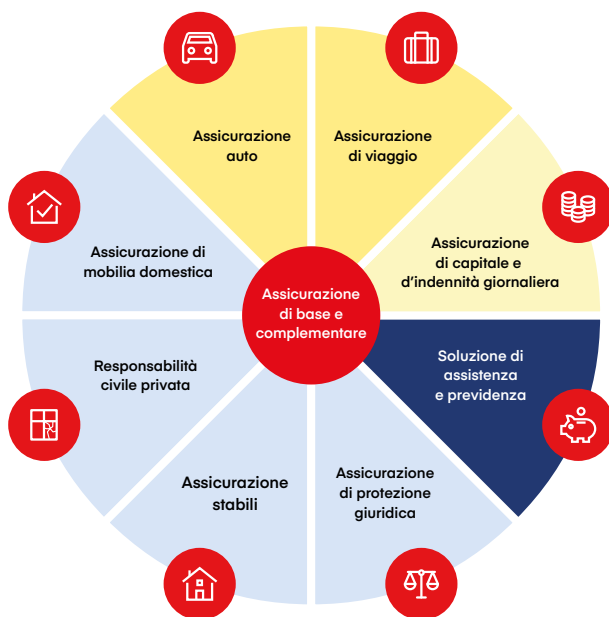 Assicurazione
auto
Assicurazione
di viaggio
Assicurazione
di capitale e
d'indennità giornaliera
Assicurazione di
mobilia domestica
Assicurazione
di base e
complementare
Soluzione di
assistenza
e previdenza
Responsabilità
civile privata
Assicurazione
stabili
Assicurazione
di protezione
giuridica